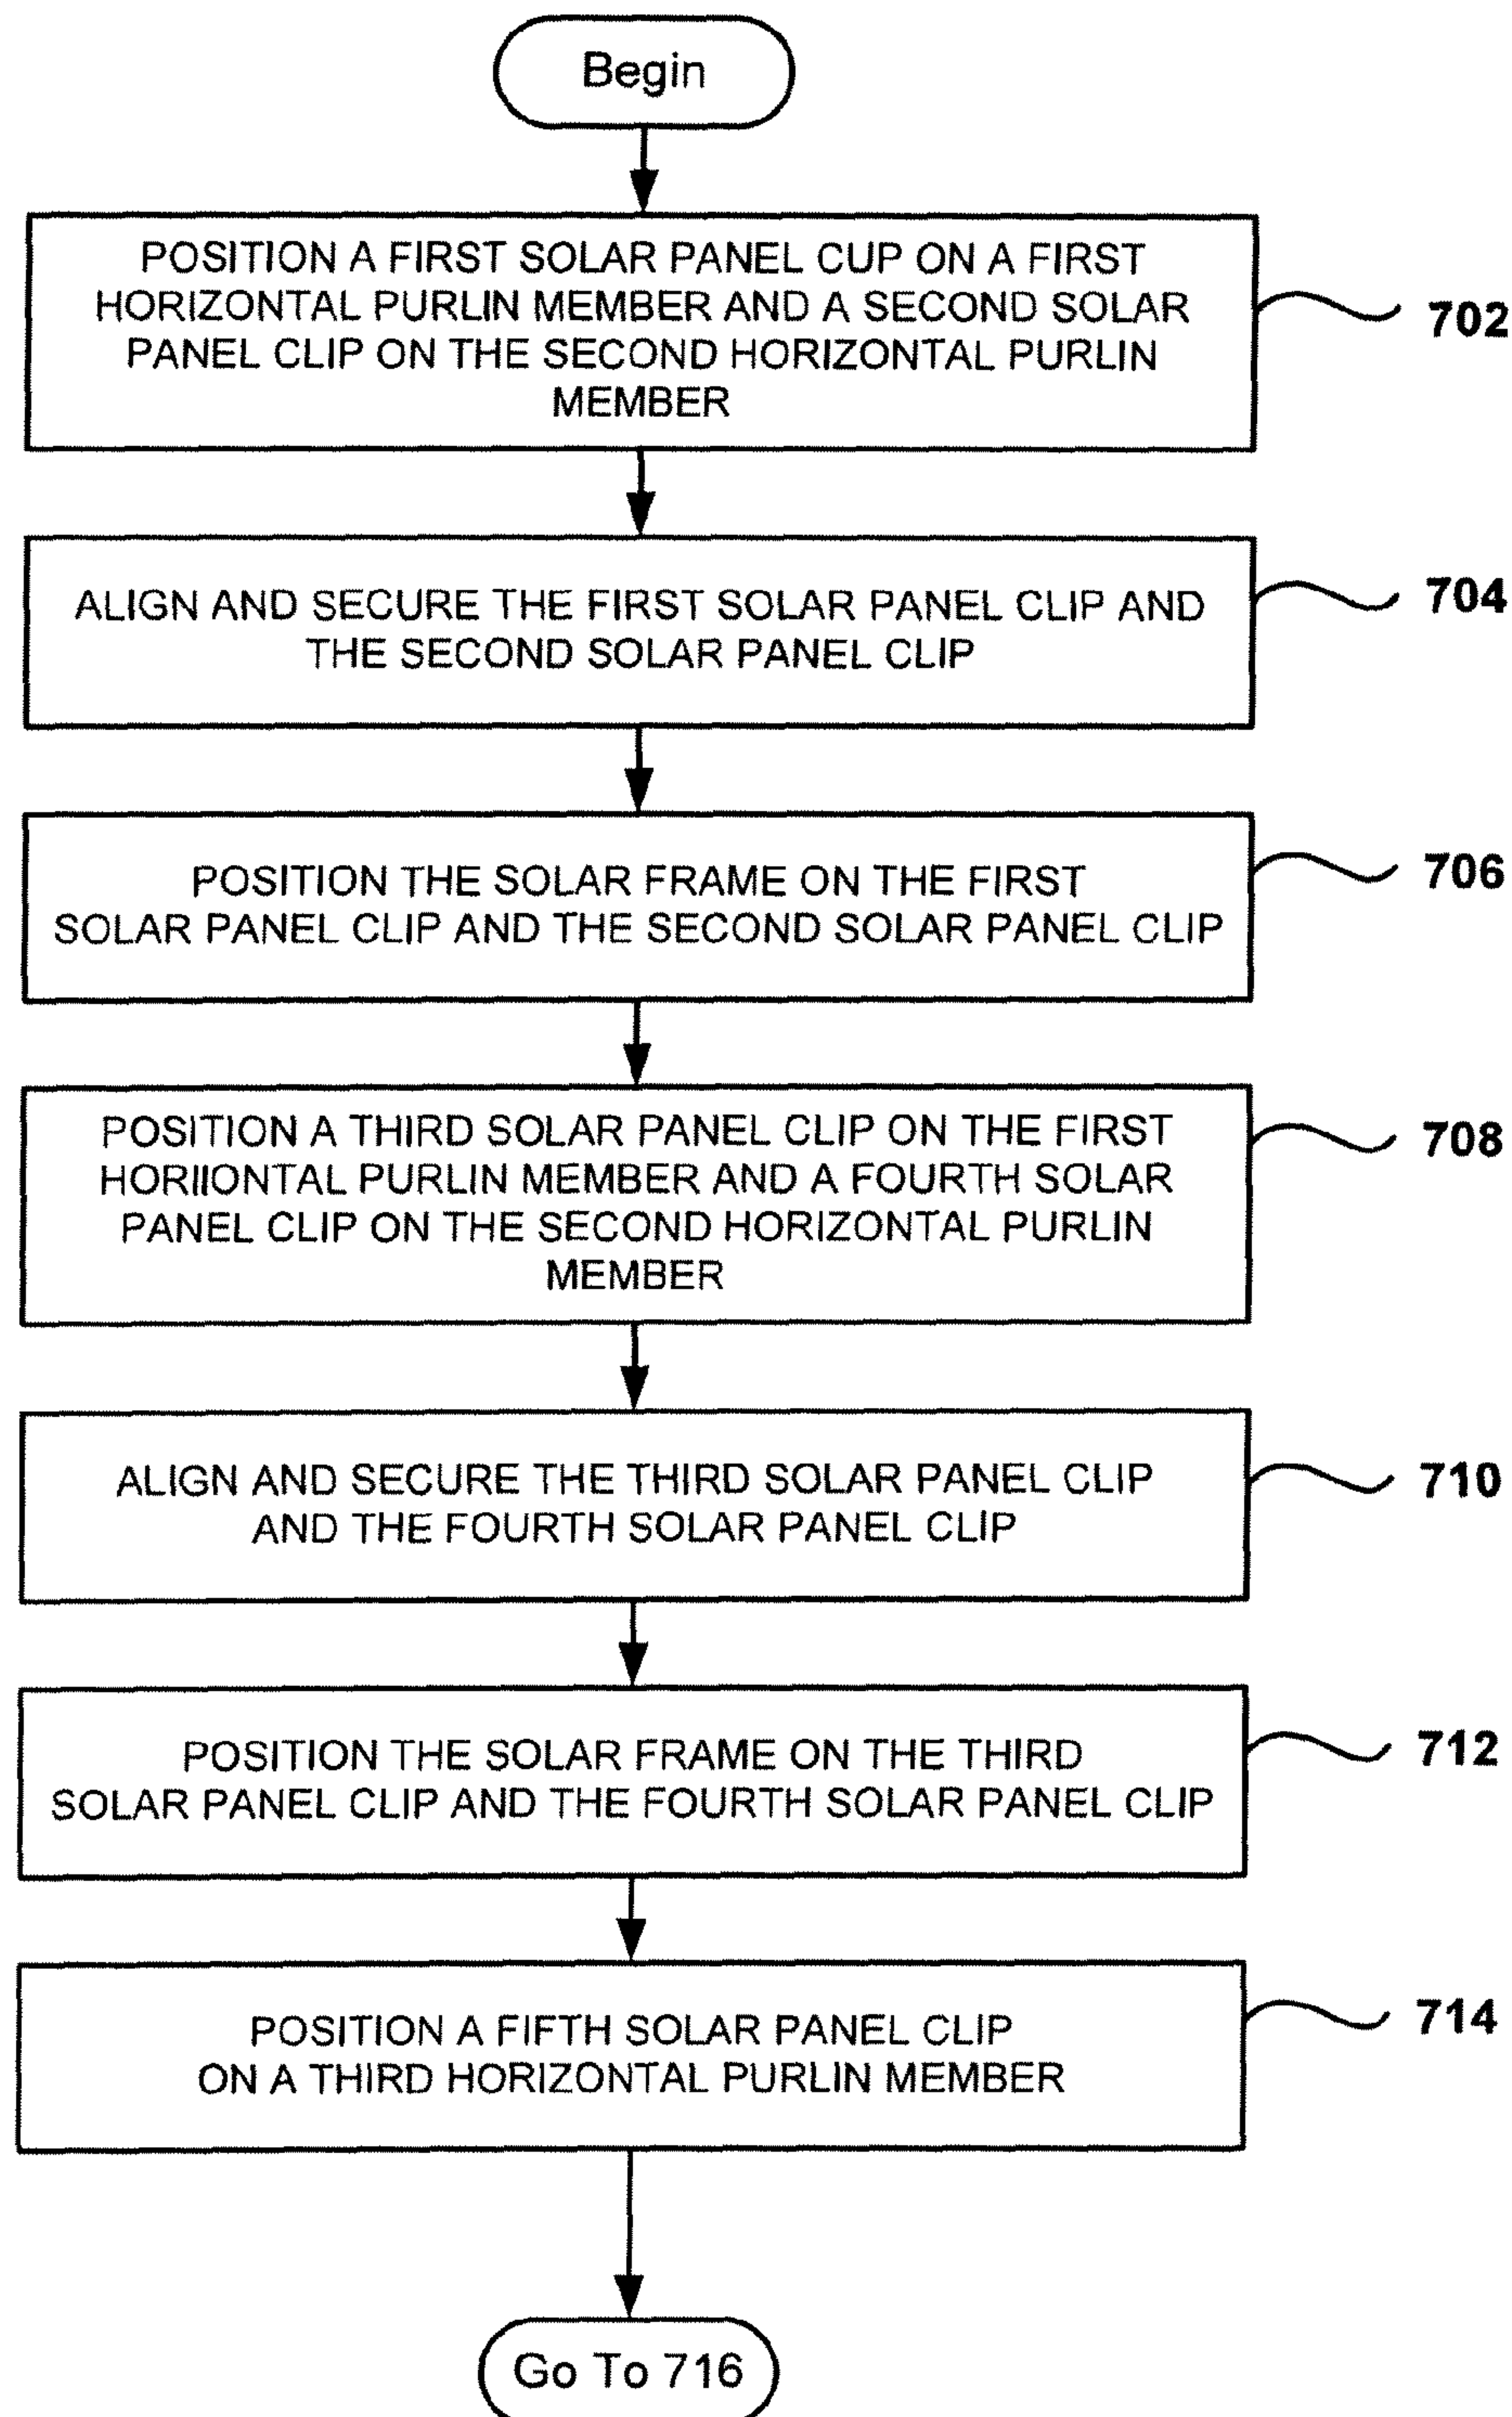 Begin
POSITION A FIRST SOLAR PANEL CUP ON A FIRST
HORIZONTAL PURLIN MEMBER AND A SECOND SOLAR
PANEL CLIP ON THE SECOND HORIZONTAL PURLIN
MEMBER
702
ALIGN AND SECURE THE FIRST SOLAR PANEL CLIP AND
THE SECOND SOLAR PANEL CLIP
704
POSITION THE SOLAR FRAME ON THE FIRST
SOLAR PANEL CLIP AND THE SECOND SOLAR PANEL CLIP
706
POSITION A THIRD SOLAR PANEL CLIP ON THE FIRST
HORIIONTAL PURLIN MEMBER AND A FOURTH SOLAR
PANEL CLIP ON THE SECOND HORIZONTAL PURLIN
MEMBER
708
ALIGN AND SECURE THE THIRD SOLAR PANEL CLIP
AND THE FOURTH SOLAR PANEL CLIP
710
POSITION THE SOLAR FRAME ON THE THIRD
SOLAR PANEL CLIP AND THE FOURTH SOLAR PANEL CLIP
712
POSITION A FIFTH SOLAR PANEL CLIP
ON A THIRD HORIZONTAL PURLIN MEMBER
714
Go To 716